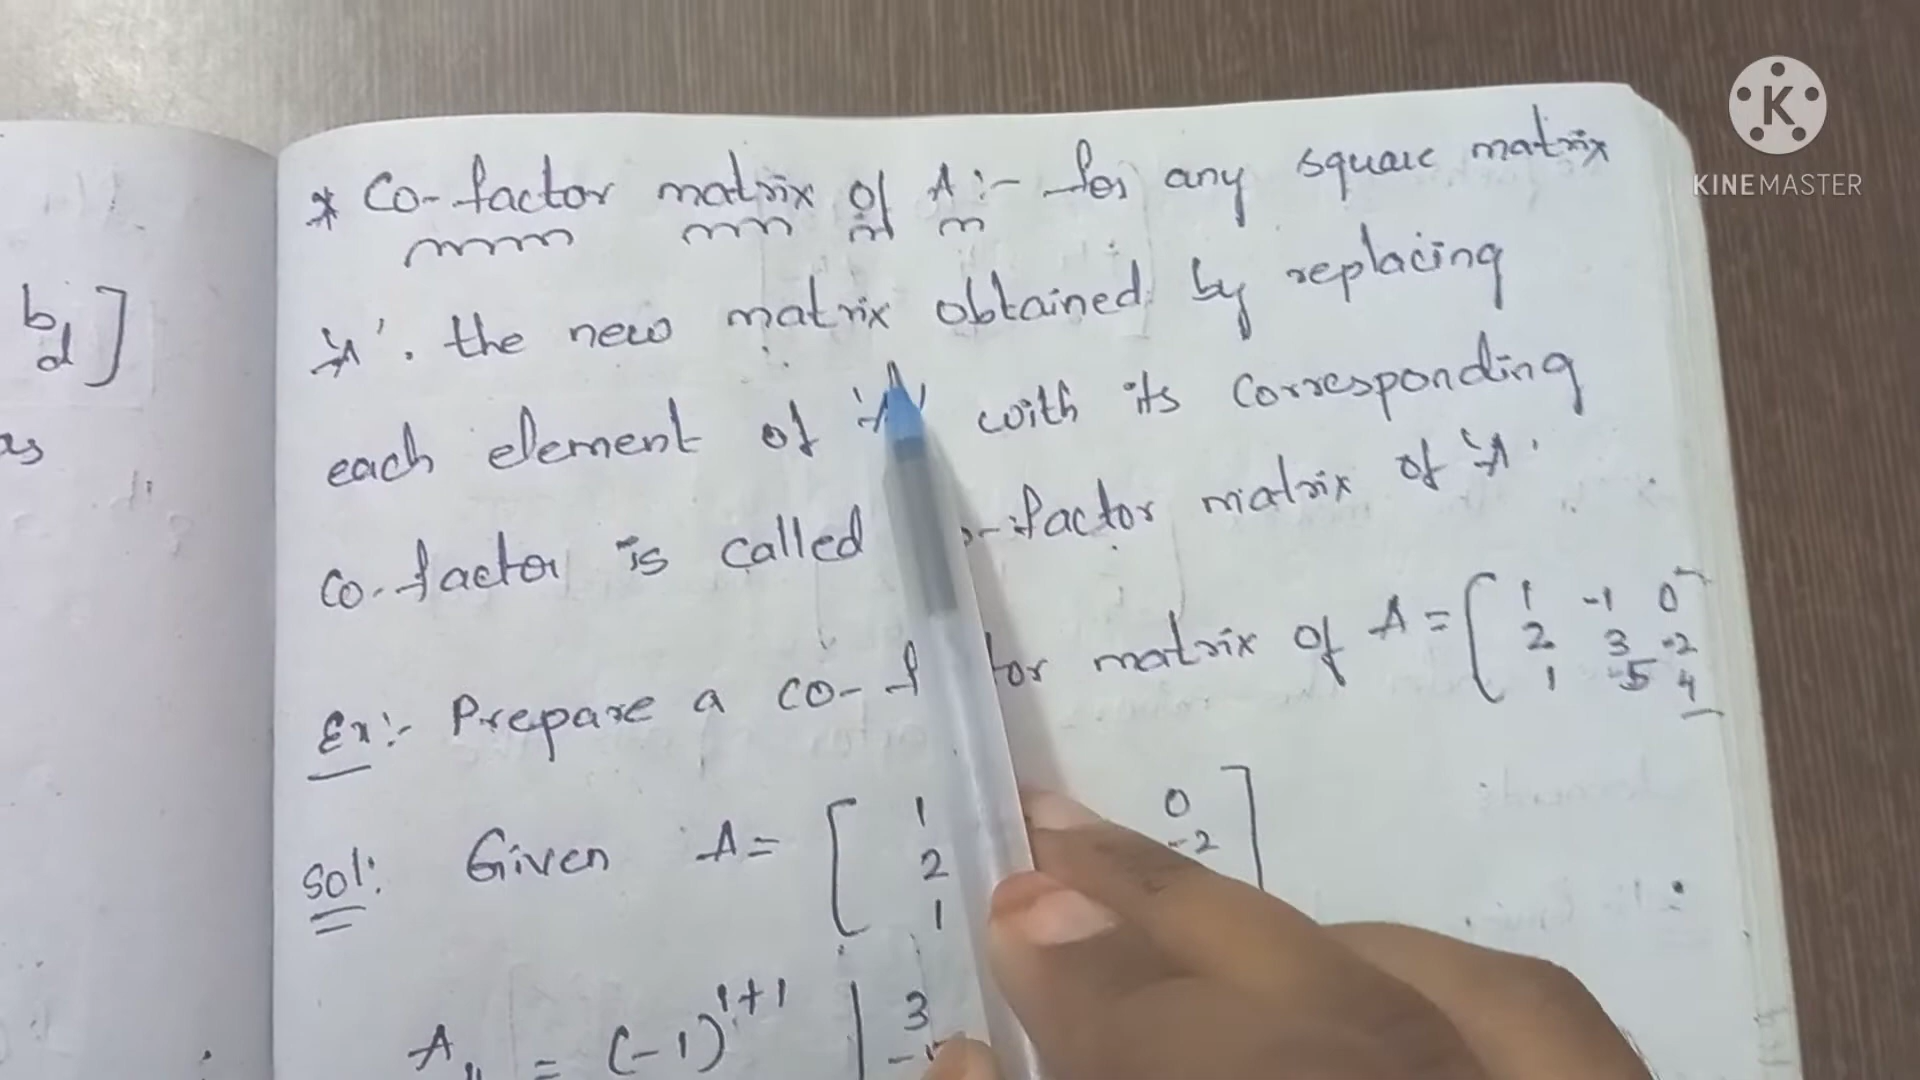 KINEMASTER
b
d ]
* Co-factor matrix of A :- for any square matrix
'A'. the new matrix obtained by replacing
each element of 'A' with its corresponding
co-factor is called factor matrix of 'A'.
Ex:- Prepare a co- matrix of A = [ 1 -1 0
2 3 -2
1 -5 4
Sol: Given A = [ 1 0 ]
2 -2
1
A11 = (-1)^1+1 | 3